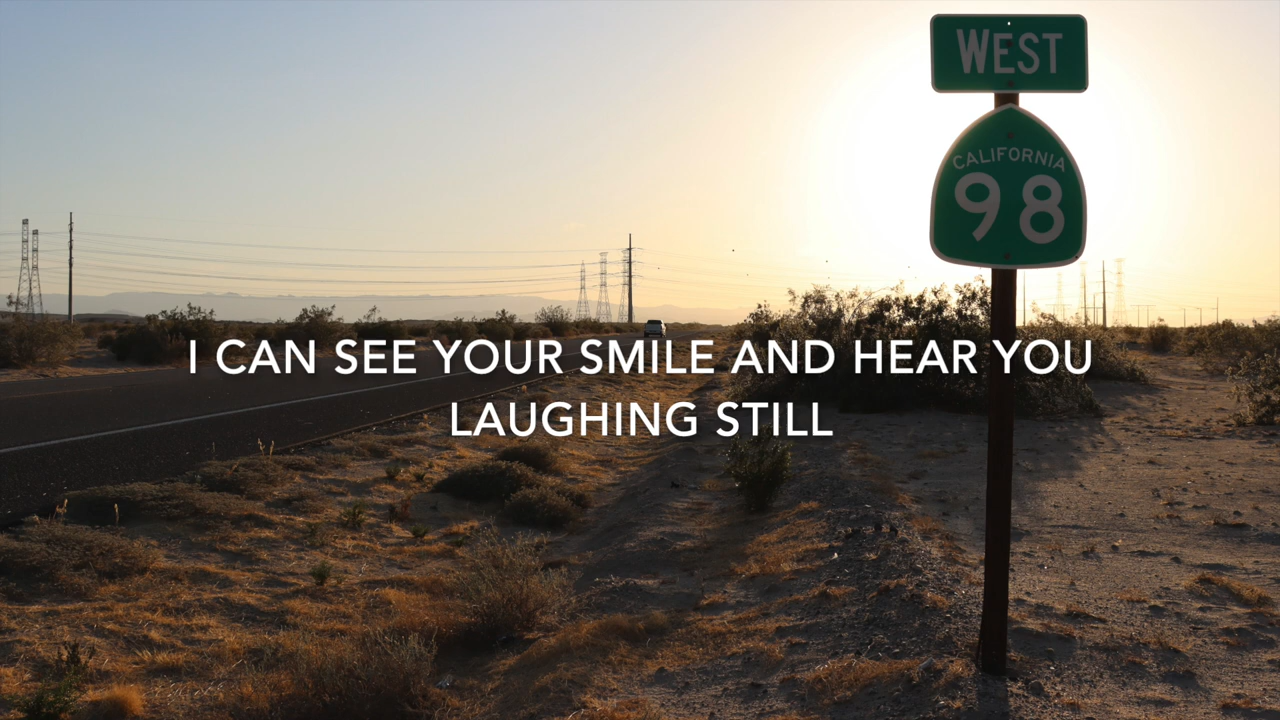 WEST
CALIFORNIA
98
I CAN SEE YOUR SMILE AND HEAR YOU
LAUGHING STILL